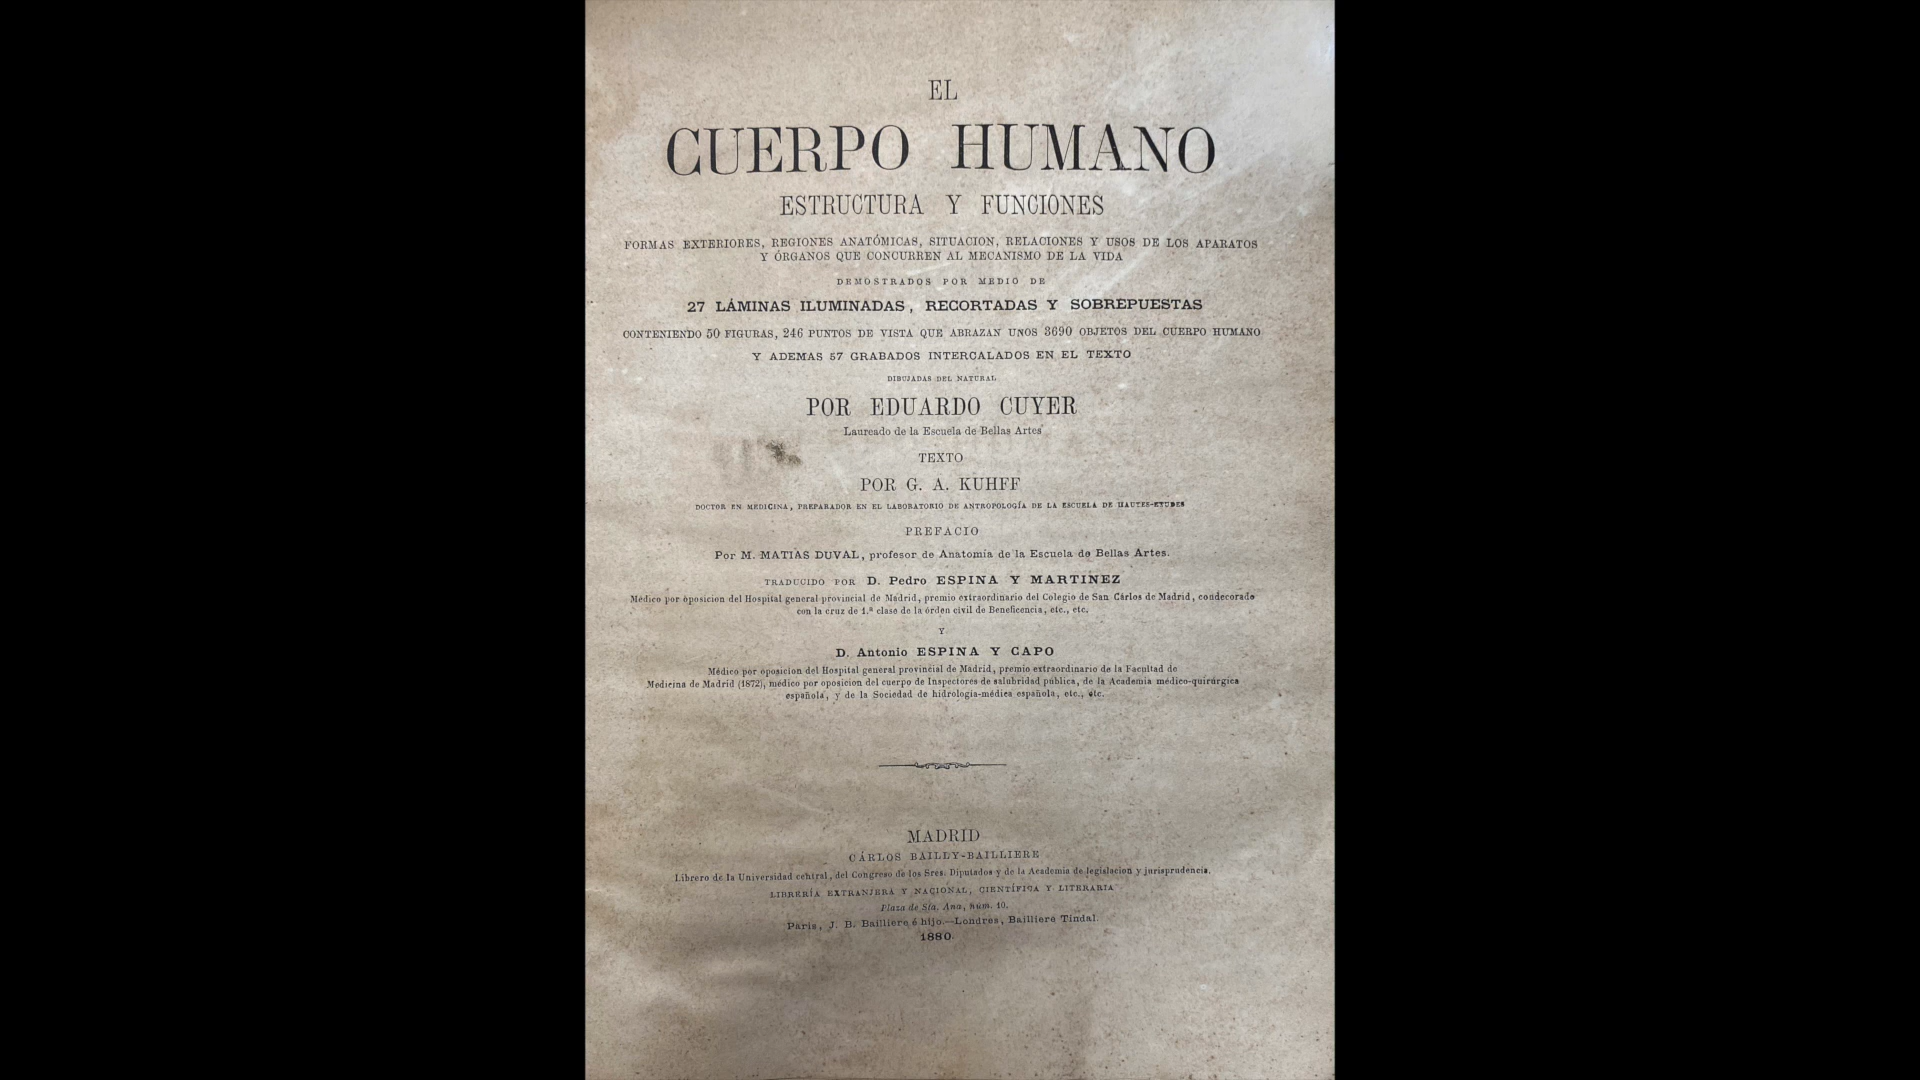 EL
CUERPO HUMANO
ESTRUCTURA Y FUNCIONES
FORMAS EXTERIORES, REGIONES ANATÓMICAS, SITUACION, RELACIONES Y USOS DE LOS APARATOS
Y ÓRGANOS QUE CONCURREN AL MECANISMO DE LA VIDA
DEMOSTRADOS POR MEDIO DE
27 LÁMINAS ILUMINADAS, RECORTADAS Y SOBREPUESTAS
CONTENIENDO 50 FIGURAS, 246 PUNTOS DE VISTA QUE ABRAZAN UNOS 3690 OBJETOS DEL CUERPO HUMANO
Y ADEMAS 57 GRABADOS INTERCALADOS EN EL TEXTO
DIBUJADAS DEL NATURAL
POR EDUARDO CUYER
Laureado de la Escuela de Bellas Artes
TEXTO
POR G. A. KUHFF
DOCTOR EN MEDICINA, PREPARADOR EN EL LABORATORIO DE ANTROPOLOGÍA DE LA ESCUELA DE HAUTES-ETUDES
PREFACIO
Por M. MATIAS DUVAL, profesor de Anatomia de la Escuela de Bellas Artes.
TRADUCIDO POR D. Pedro ESPINA Y MARTINEZ
Médico por oposicion del Hospital general provincial de Madrid, premio extraordinario del Colegio de San Cárlos de Madrid, condecorado
con la cruz de 1.ª clase de la órden civil de Beneficencia, etc., etc.
Y
D. Antonio ESPINA Y CAPO
Médico por oposicion del Hospital general provincial de Madrid, premio extraordinario de la Facultad de
Medicina de Madrid (1872), médico por oposicion del cuerpo de Inspectores de salubridad pública, de la Academia médico-quirúrgica
española, y de la Sociedad de hidrologia-médica española, etc., etc.
MADRID
CÁRLOS BAILLY-BAILLIERE
Librero de la Universidad central, del Congreso de los Sres. Diputados y de la Academia de legislacion y jurisprudencia.
LIBRERÍA EXTRANJERA Y NACIONAL, CIENTÍFICA Y LITERARIA
Plaza de Sta. Ana, núm. 10.
Paris, J. B. Bailliere é hijo.—Londres, Bailliere Tindal.
1880.